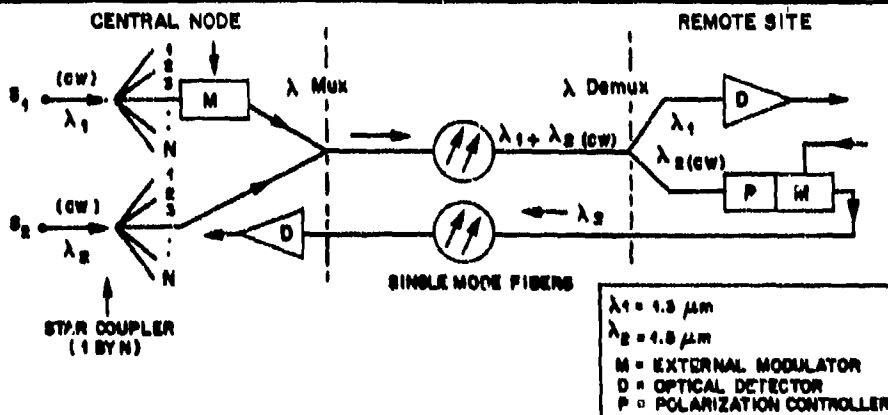 CENTRAL NODE
REMOTE SITE
1
2
3
N
S₁
(CW)
λ₁
M
λ Mux
λ Demux
D
λ₁
λ₁ + λ₂ (CW)
λ₂ (CW)
P M
1
2
3
N
S₂
(CW)
λ₂
D
λ₂
SINGLE MODE FIBERS
STAR COUPLER
(1 BY N)
λ1 = 1.3 μm
λ₂ = 1.5 μm
M = EXTERNAL MODULATOR
D = OPTICAL DETECTOR
P = POLARIZATION CONTROLLER